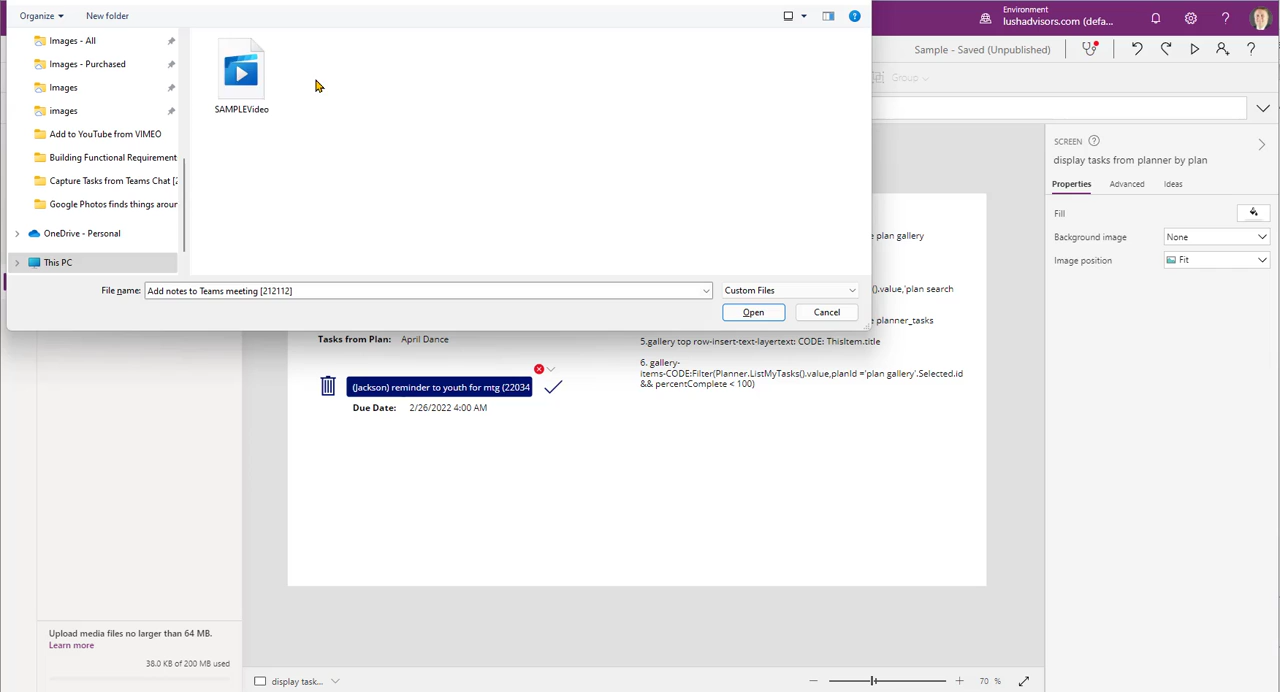 Organize
New folder
Images - All
Images - Purchased
Images
images
Add to YouTube from VIMEO
Building Functional Requirement
Capture Tasks from Teams Chat [2
Google Photos finds things aroun
OneDrive - Personal
This PC
SAMPLEVideo
File name:
Add notes to Teams meeting [212112]
Custom Files
Open
Cancel
Environment
lushadvisors.com (defa...
Sample - Saved (Unpublished)
Group
SCREEN
display tasks from planner by plan
Properties
Advanced
Ideas
Fill
Background image
None
Image position
Fit
e plan gallery
().value,'plan search
e planner_tasks
5.gallery top row-insert-text-layertext: CODE: ThisItem.title
6. gallery-
items-CODE:Filter(Planner.ListMyTasks().value,planId ='plan gallery'.Selected.id
&& percentComplete < 100)
Tasks from Plan:
April Dance
(Jackson) reminder to youth for mtg (22034
Due Date:
2/26/2022 4:00 AM
Upload media files no larger than 64 MB.
Learn more
38.0 KB of 200 MB used
display task...
70 %